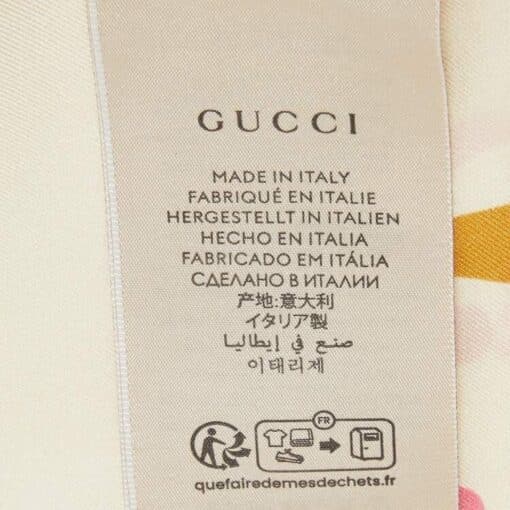 GUCCI
MADE IN ITALY
FABRIQUÉ EN ITALIE
HERGESTELLT IN ITALIEN
HECHO EN ITALIA
FABRICADO EM ITÁLIA
СДЕЛАНО В ИТАЛИИ
产地:意大利
イタリア製
صنع في إيطاليا
이태리제
FR
quefairedemesdechets.fr